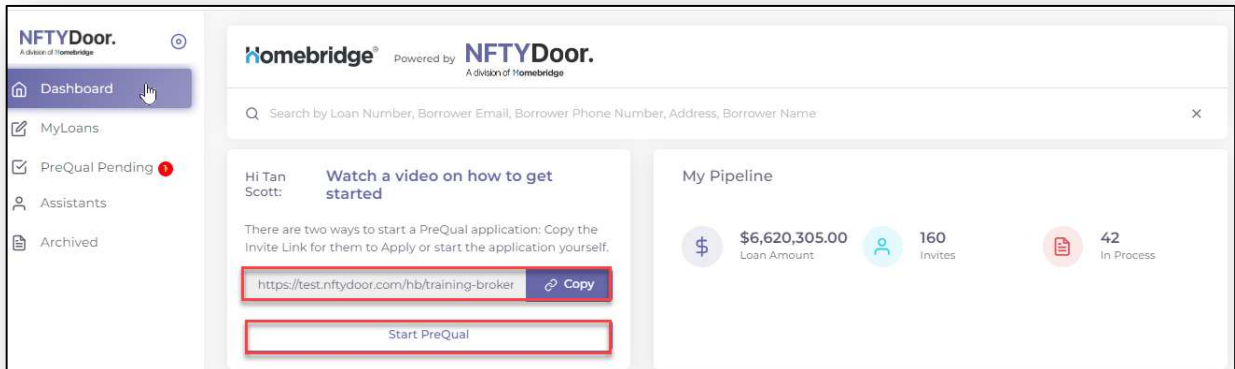 NFTYDoor.
A division of Homebridge
Dashboard
MyLoans
PreQual Pending
Assistants
Archived
Homebridge® Powered by NFTYDoor.
A division of Homebridge
Search by Loan Number, Borrower Email, Borrower Phone Number, Address, Borrower Name
Hi Tan
Scott:
Watch a video on how to get
started
There are two ways to start a PreQual application: Copy the
Invite Link for them to Apply or start the application yourself.
https://test.nftydoor.com/hb/training-broker Copy
Start PreQual
My Pipeline
$6,620,305.00
Loan Amount
160
Invites
42
In Process